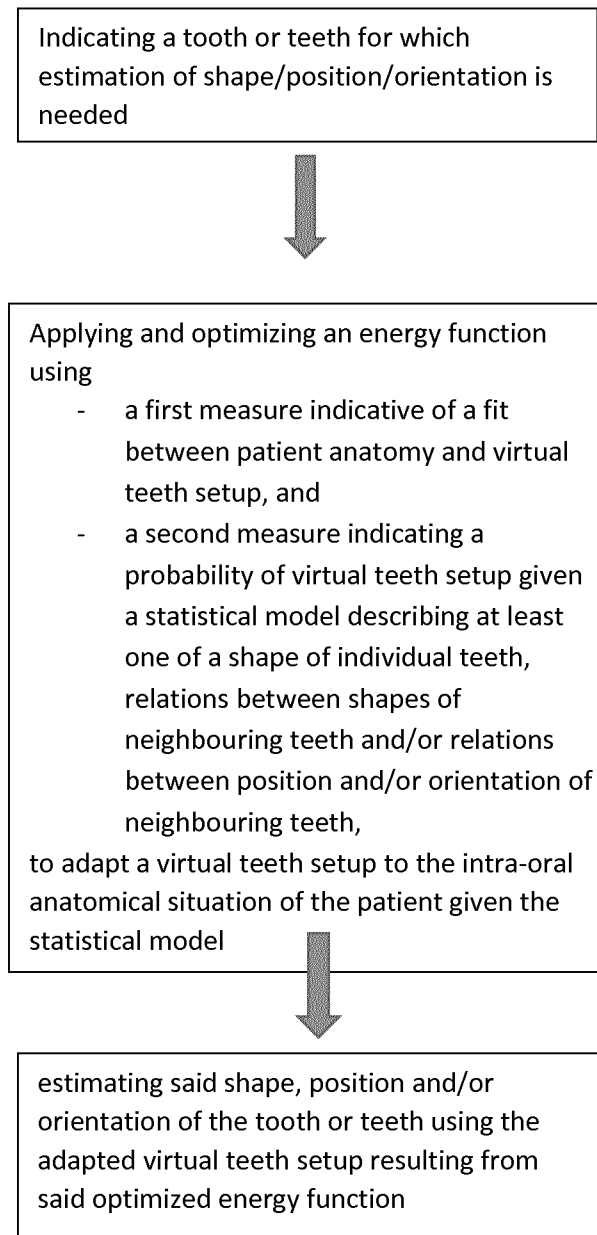 Indicating a tooth or teeth for which
estimation of shape/position/orientation is
needed
Applying and optimizing an energy function
using
- a first measure indicative of a fit
between patient anatomy and virtual
teeth setup, and
- a second measure indicating a
probability of virtual teeth setup given
a statistical model describing at least
one of a shape of individual teeth,
relations between shapes of
neighbouring teeth and/or relations
between position and/or orientation of
neighbouring teeth,
to adapt a virtual teeth setup to the intra-oral
anatomical situation of the patient given the
statistical model
estimating said shape, position and/or
orientation of the tooth or teeth using the
adapted virtual teeth setup resulting from
said optimized energy function